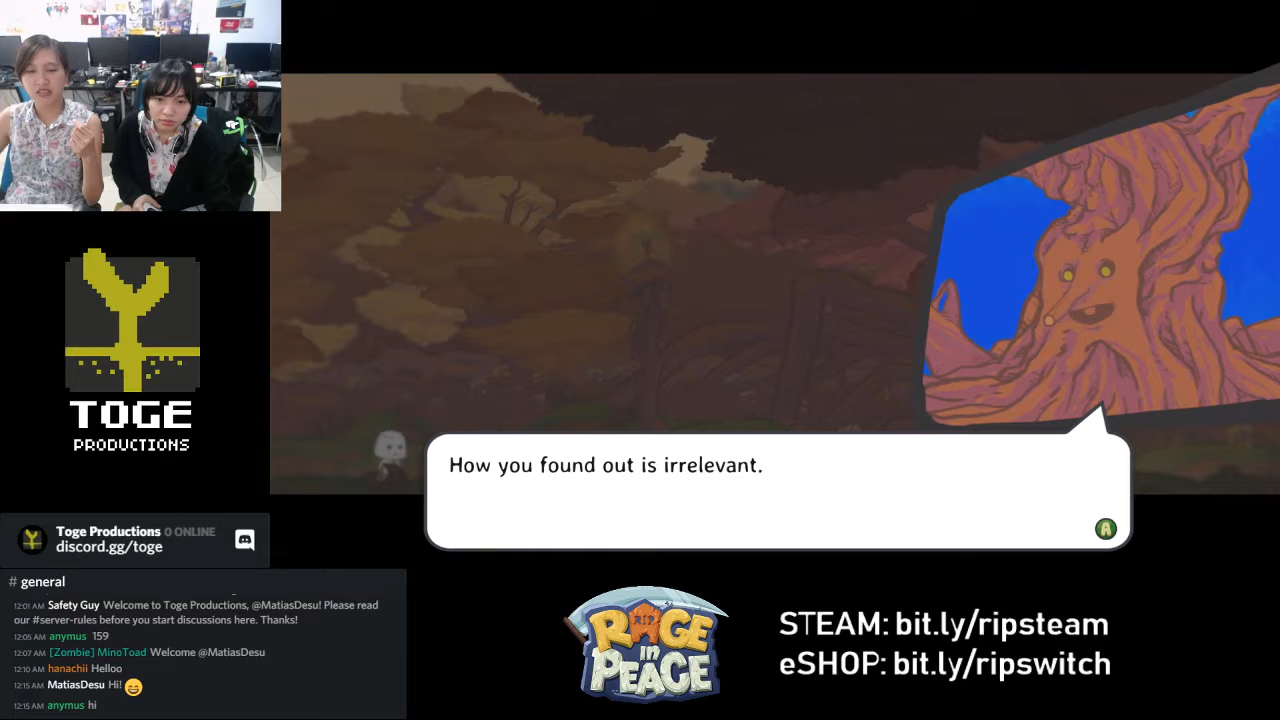 How you found out is irrelevant.
A
TOGE
PRODUCTIONS
Toge Productions 0 ONLINE
discord.gg/toge
# general
12:01 AM Safety Guy Welcome to Toge Productions, @MatiasDesu! Please read
our #server-rules before you start discussions here. Thanks!
12:05 AM anymus 159
12:07 AM [Zombie] MinoToad Welcome @MatiasDesu
12:10 AM hanachii Helloo
12:15 AM MatiasDesu Hi! 😄
12:15 AM anymus hi
RIP
RAGE
in
PEACE
STEAM: bit.ly/ripsteam
eSHOP: bit.ly/ripswitch